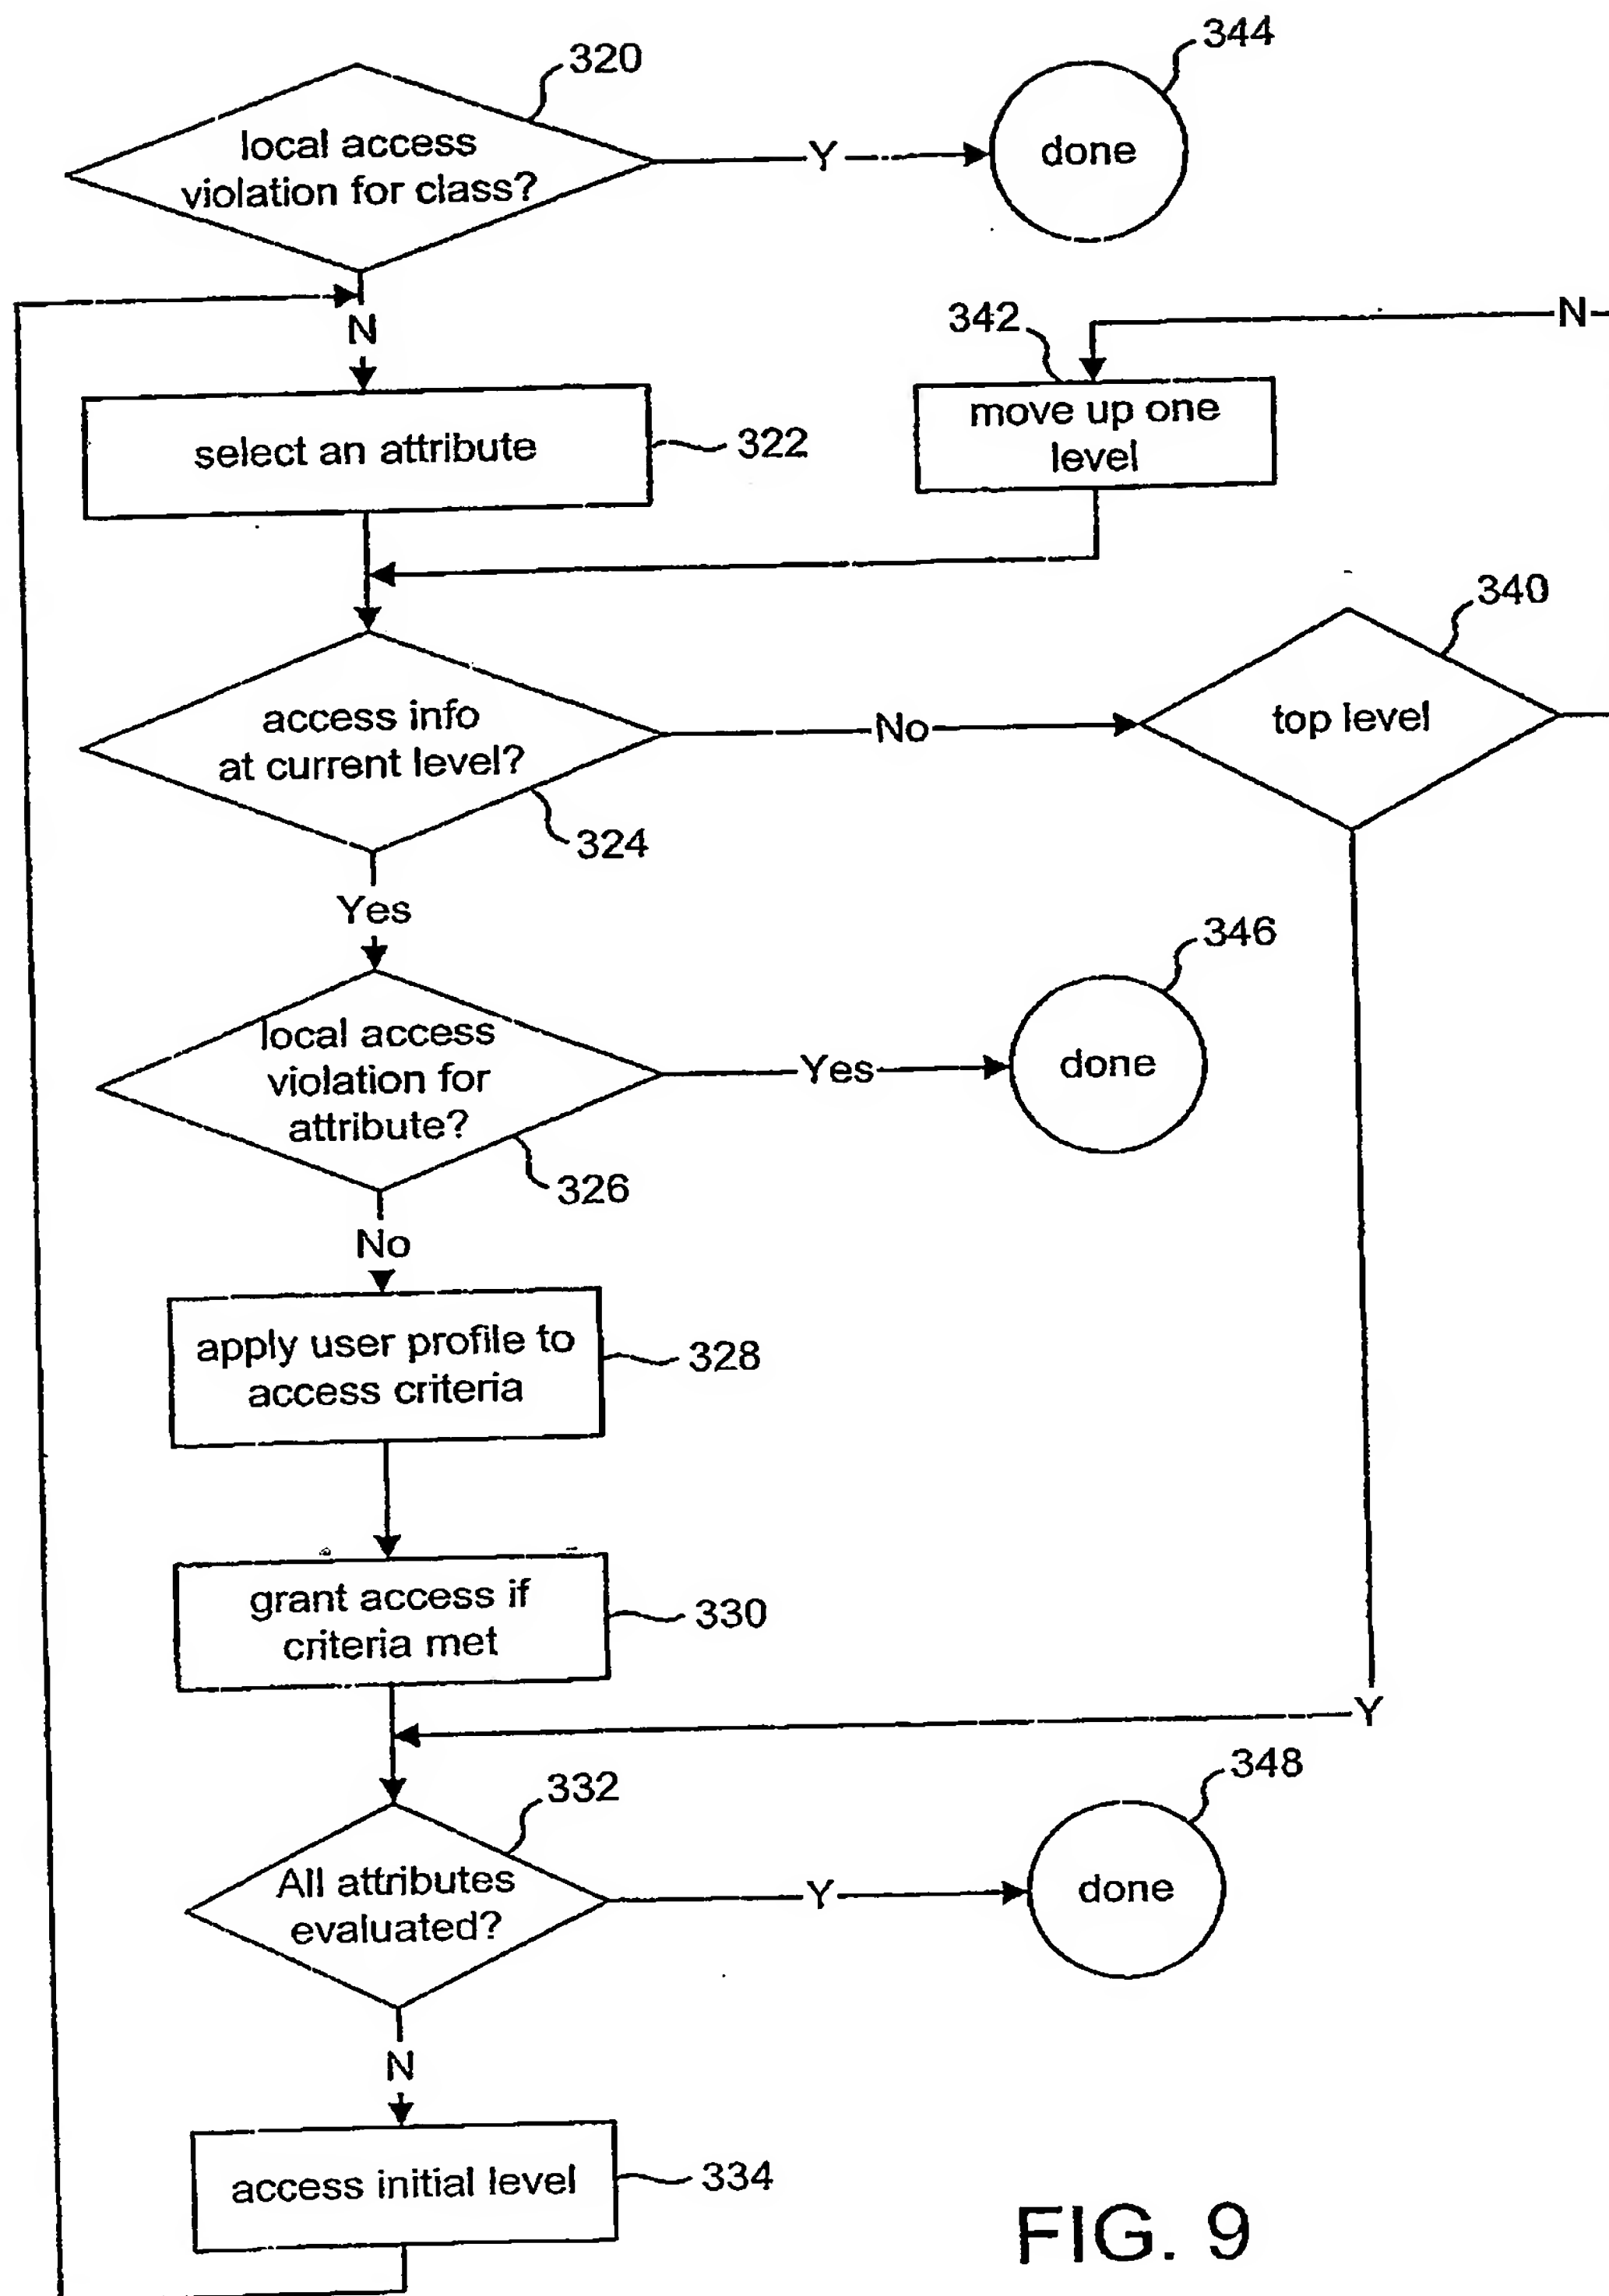 320
344
local access
violation for class?
Y
done
N
342
N
move up one
level
select an attribute
322
340
access info
at current level?
No
top level
324
Yes
346
local access
violation for
attribute?
Yes
done
326
No
apply user profile to
access criteria
328
grant access if
criteria met
330
Y
332
348
All attributes
evaluated?
Y
done
N
access initial level
334
FIG. 9